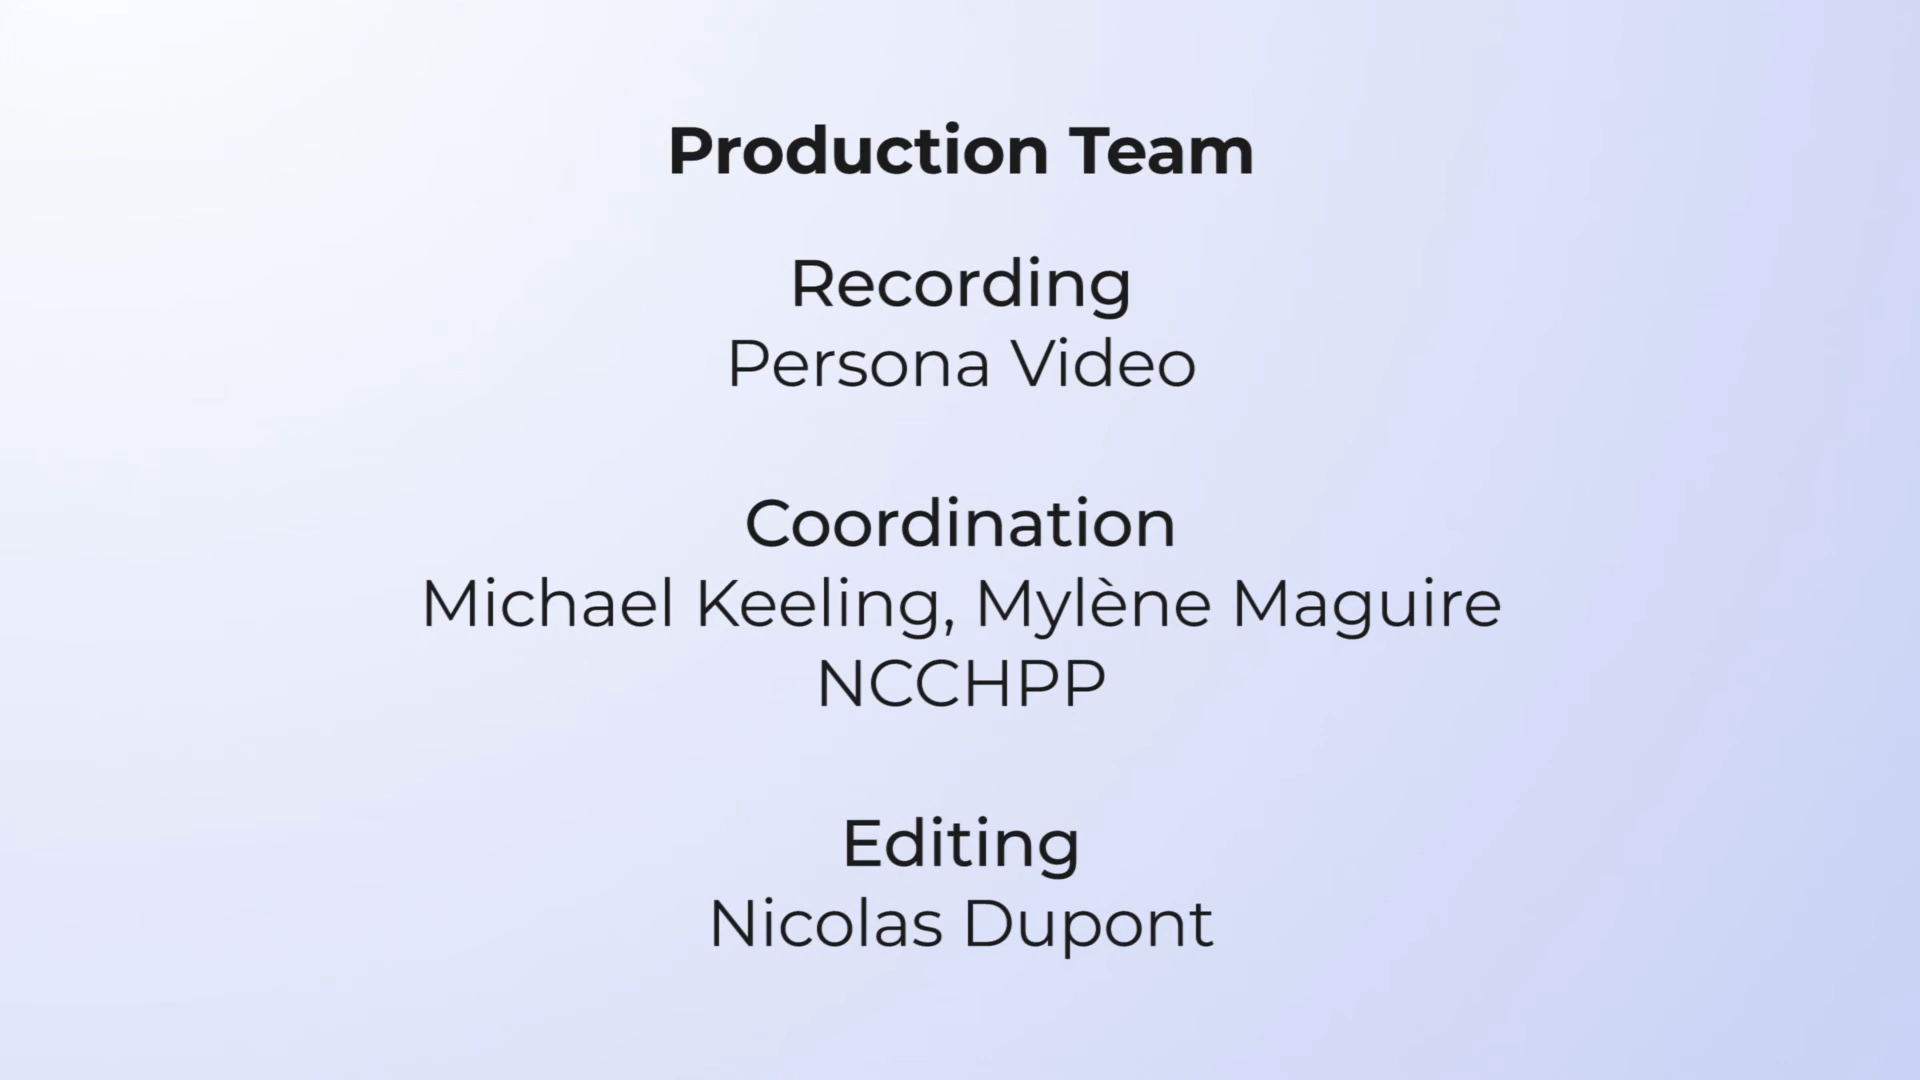 Production Team
Recording
Persona Video
Coordination
Michael Keeling, Mylène Maguire
NCCHPP
Editing
Nicolas Dupont